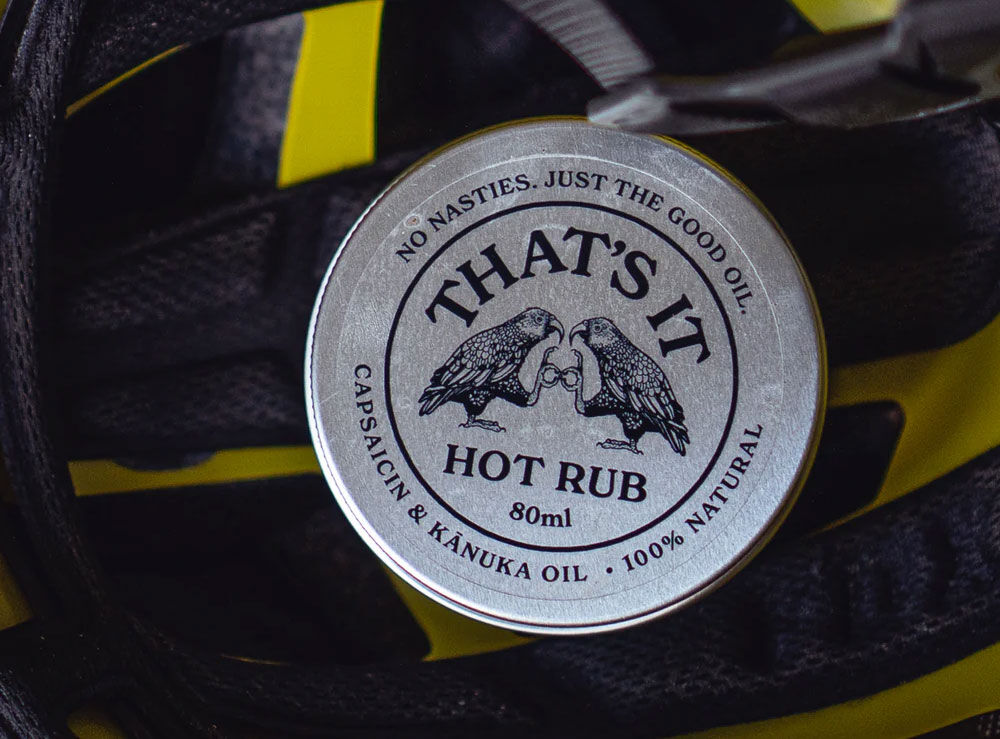 NO NASTIES. JUST THE GOOD OIL.
THAT'S IT
HOT RUB
80ml
CAPSAICIN & KĀNUKA OIL • 100% NATURAL